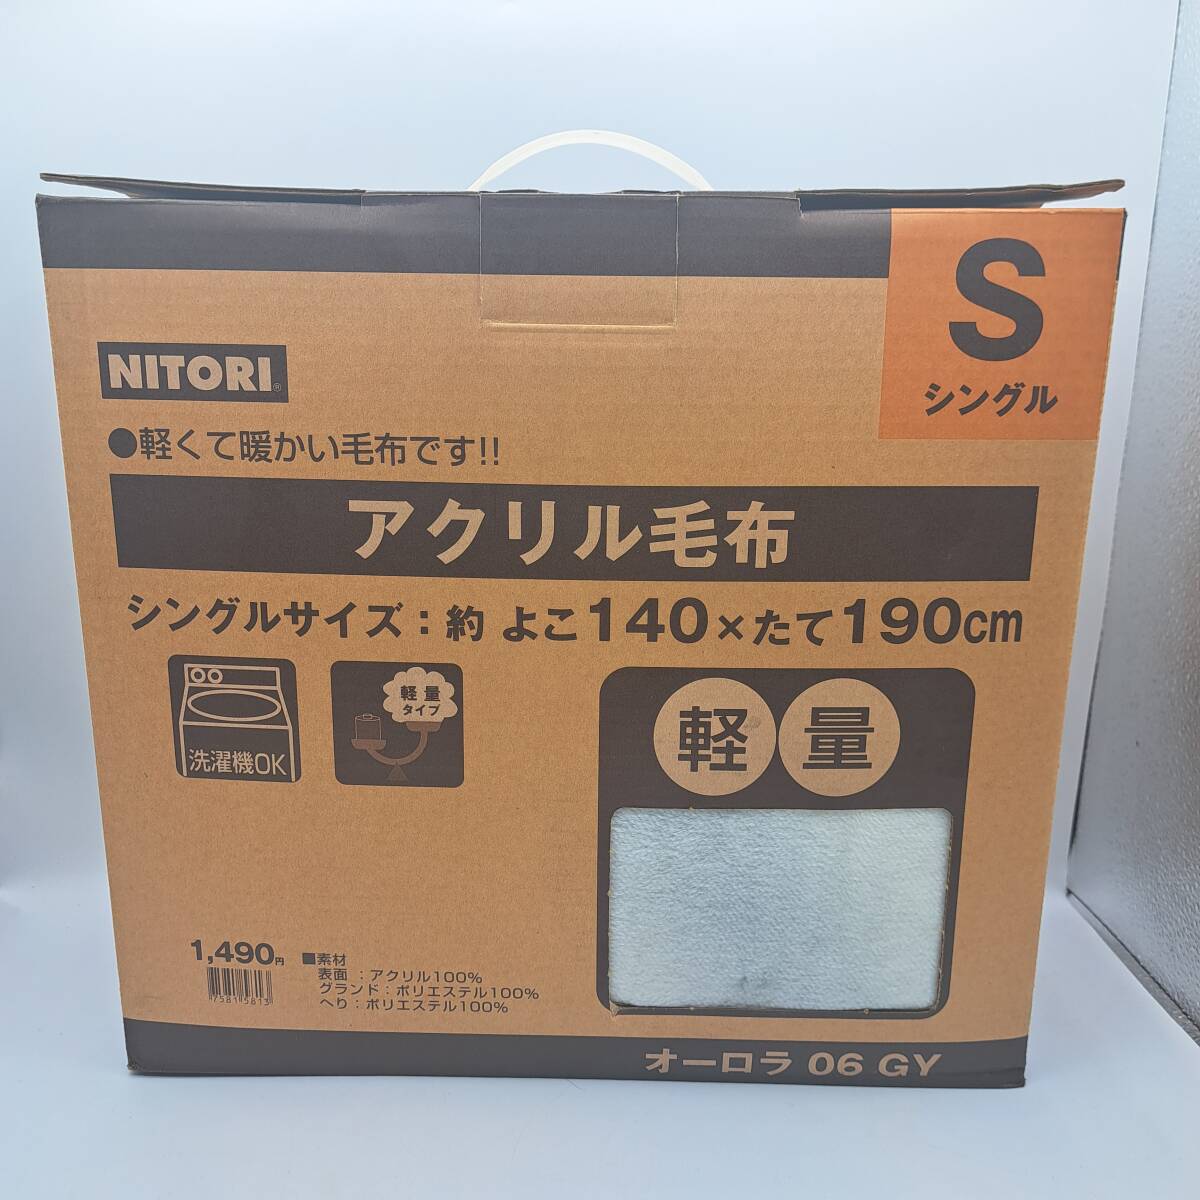 S
シングル
NITORI®
●軽くて暖かい毛布です!!
アクリル毛布
シングルサイズ：約 よこ140×たて190cm
洗濯機OK
軽量
タイプ
軽量
1,490円
75815813
■素材
表面：アクリル100%
グランド：ポリエステル100%
へり：ポリエステル100%
オーロラ 06 GY